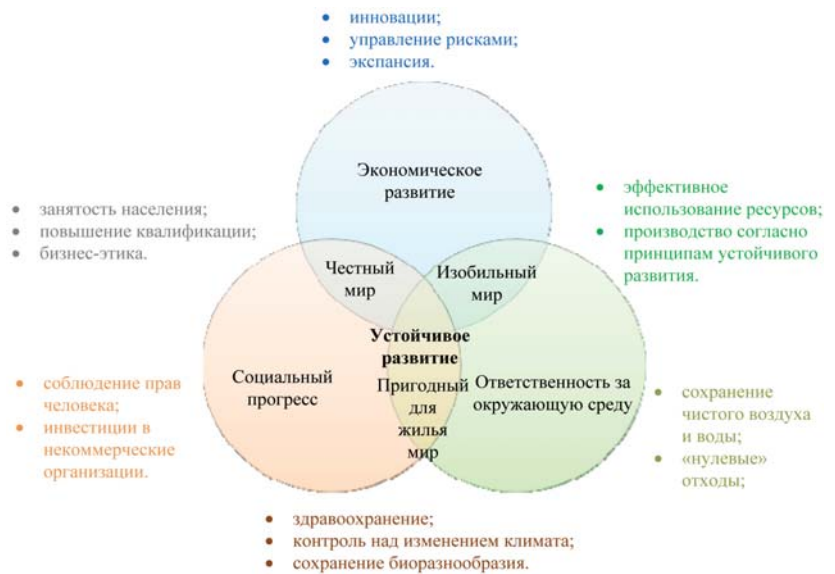 • инновации;
• управление рисками;
• экспансия.
Экономическое
развитие
• занятость населения;
• повышение квалификации;
• бизнес-этика.
• эффективное
использование ресурсов;
• производство согласно
принципам устойчивого
развития.
Честный
мир
Изобильный
мир
Устойчивое
развитие
Социальный
прогресс
Пригодный
для
жилья
мир
Ответственность за
окружающую среду
• соблюдение прав
человека;
• инвестиции в
некоммерческие
организации.
• сохранение
чистого воздуха
и воды;
• «нулевые»
отходы;
• здравоохранение;
• контроль над изменением климата;
• сохранение биоразнообразия.